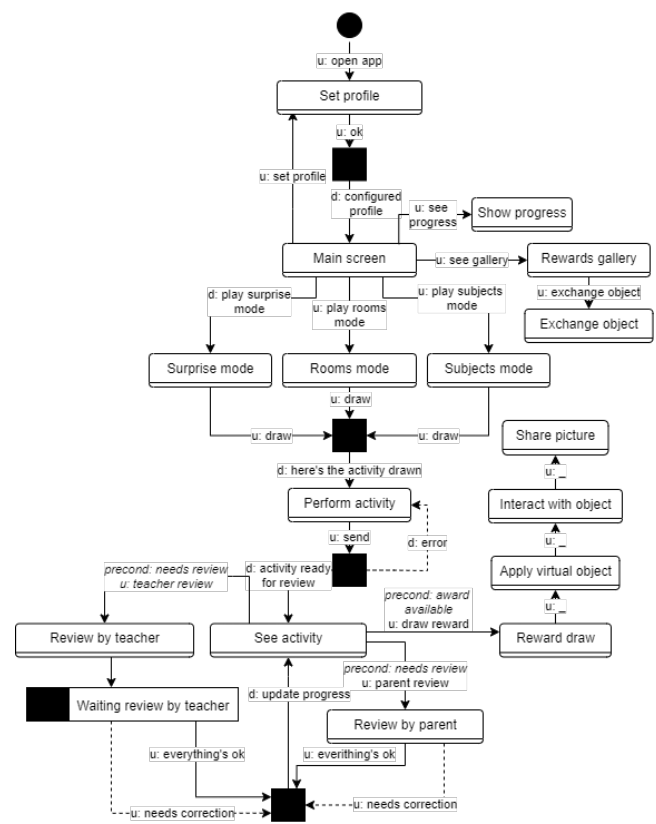 u: open app
Set profile
u: ok
u: set profile
d: configured
profile
u: see
progress
Show progress
Main screen
u: see gallery
Rewards gallery
d: play surprise
mode
u: play rooms
mode
u: play subjects
mode
u: exchange object
Exchange object
Surprise mode
Rooms mode
Subjects mode
u: draw
u: draw
u: draw
Share picture
d: here's the activity drawn
u: _
Perform activity
Interact with object
u: send
d: error
u: _
precond: needs review
u: teacher review
d: activity ready
for review
Apply virtual object
precond: award
available
u: draw reward
u: _
Review by teacher
See activity
Reward draw
precond: needs review
u: parent review
d: update progress
Waiting review by teacher
Review by parent
u: everything's ok
u: everithing's ok
u: needs correction
u: needs correction